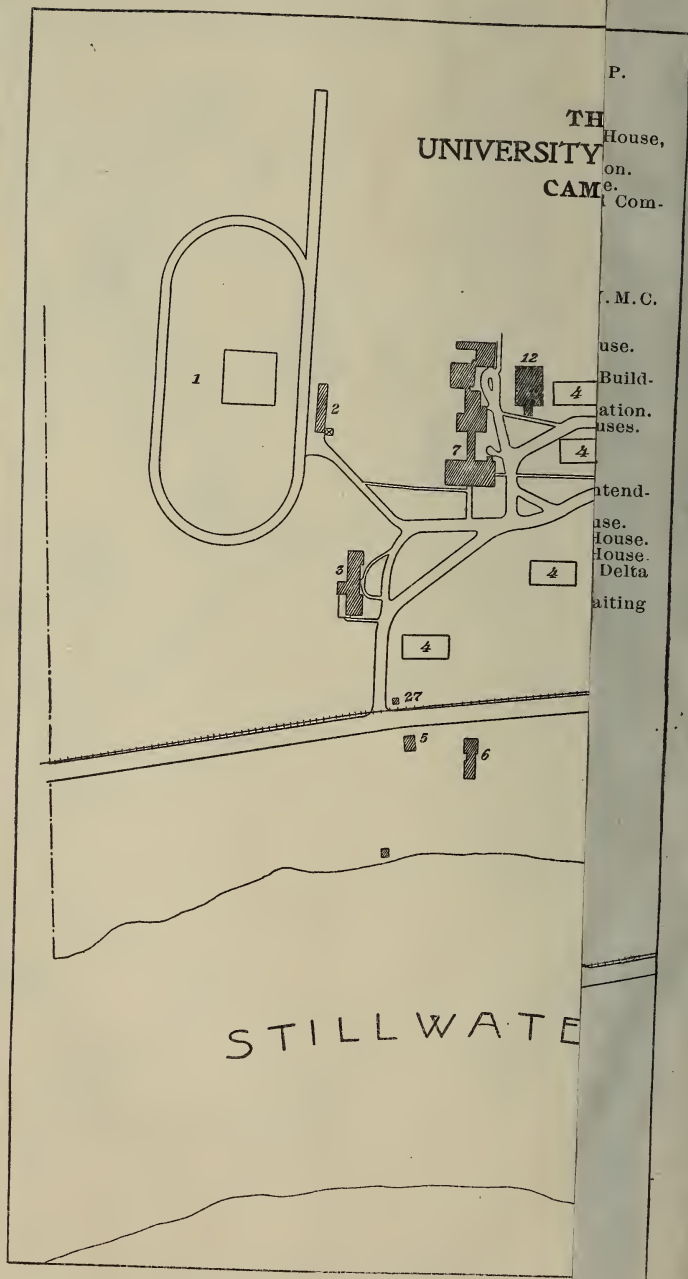 P.
TH
House,
UNIVERSITY
on.
CAM
e.
Com-
.M.C.
use.
12
1
4
Build-
2
ation.
uses.
7
4
ntend-
use.
House.
House.
3
4
Delta
aiting
4
27
5
6
STILLWATE